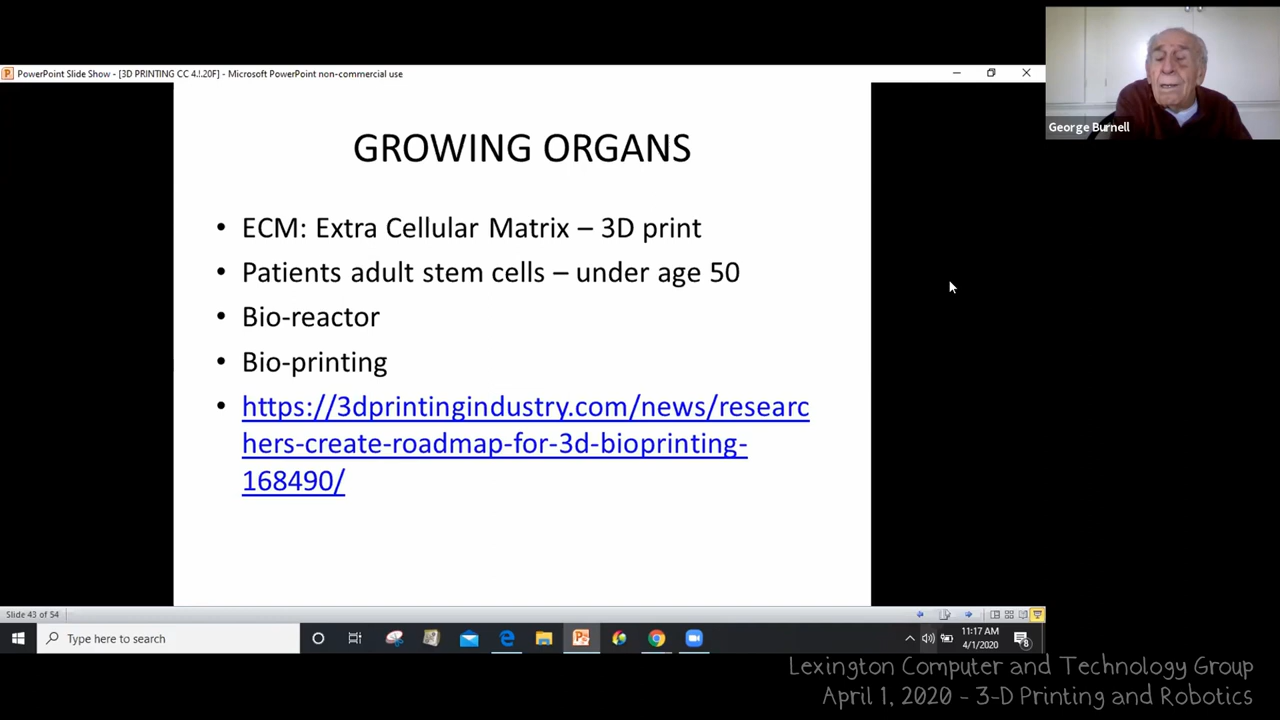 PowerPoint Slide Show - [3D PRINTING CC 4.!.20F] - Microsoft PowerPoint non-commercial use
George Burnell
GROWING ORGANS
• ECM: Extra Cellular Matrix – 3D print
• Patients adult stem cells – under age 50
• Bio-reactor
• Bio-printing
• https://3dprintingindustry.com/news/researc
hers-create-roadmap-for-3d-bioprinting-
168490/
Slide 43 of 54
Type here to search
11:17 AM
4/1/2020
8
Lexington Computer and Technology Group
April 1, 2020 - 3-D Printing and Robotics